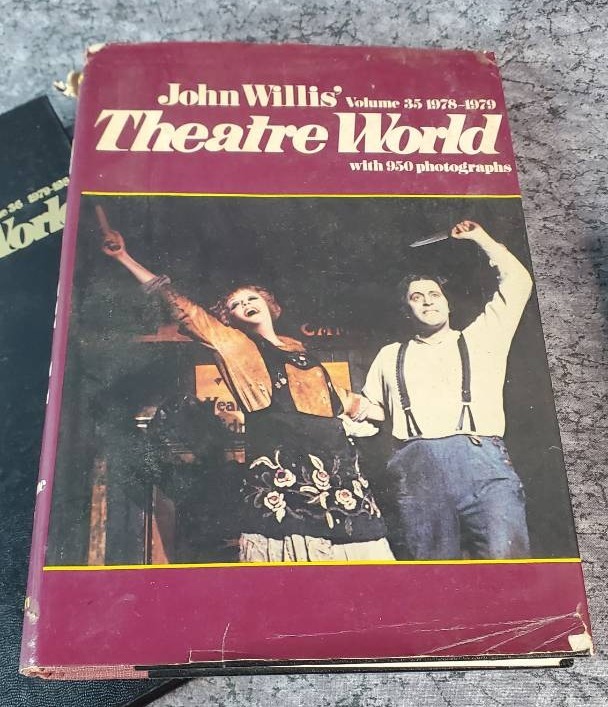 John Willis' Volume 35 1978-1979
Theatre World
with 950 photographs